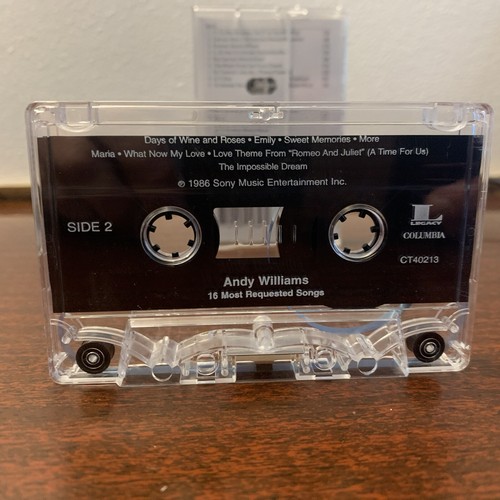 Days of Wine and Roses • Emily • Sweet Memories • More
Maria • What Now My Love • Love Theme From "Romeo And Juliet" (A Time For Us)
The Impossible Dream
℗ 1986 Sony Music Entertainment Inc.
SIDE 2
L
LEGACY
COLUMBIA
CT40213
Andy Williams
16 Most Requested Songs